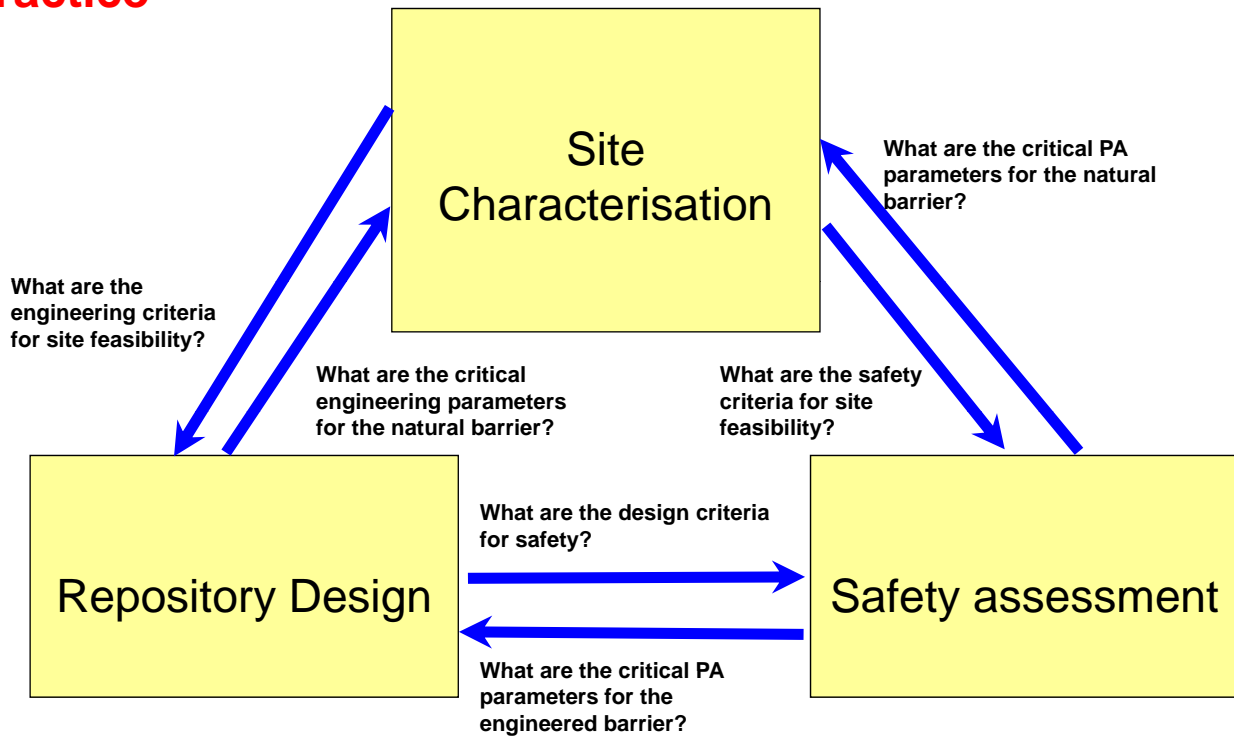 Site
Characterisation
What are the critical PA
parameters for the natural
barrier?
What are the
engineering criteria
for site feasibility?
What are the critical
engineering parameters
for the natural barrier?
What are the safety
criteria for site
feasibility?
Repository Design
What are the design criteria
for safety?
Safety assessment
What are the critical PA
parameters for the
engineered barrier?